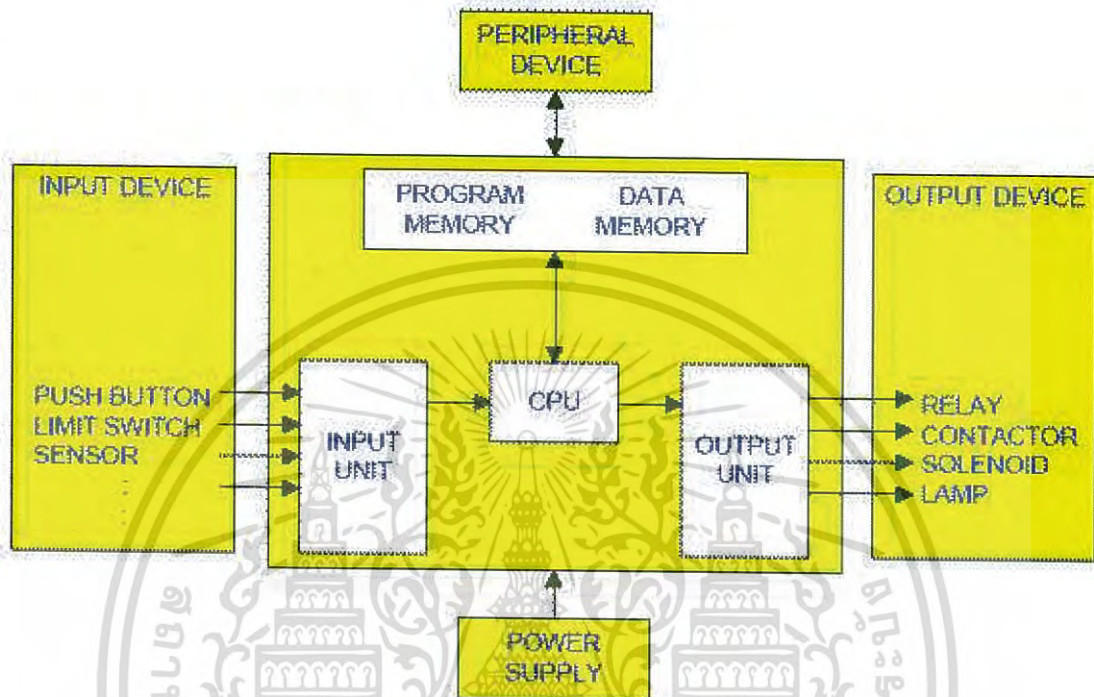 PERIPHERAL
DEVICE
INPUT DEVICE
PROGRAM
MEMORY
DATA
MEMORY
OUTPUT DEVICE
PUSH BUTTON
LIMIT SWITCH
SENSOR
INPUT
UNIT
CPU
OUTPUT
UNIT
RELAY
CONTACTOR
SOLENOID
LAMP
POWER
SUPPLY